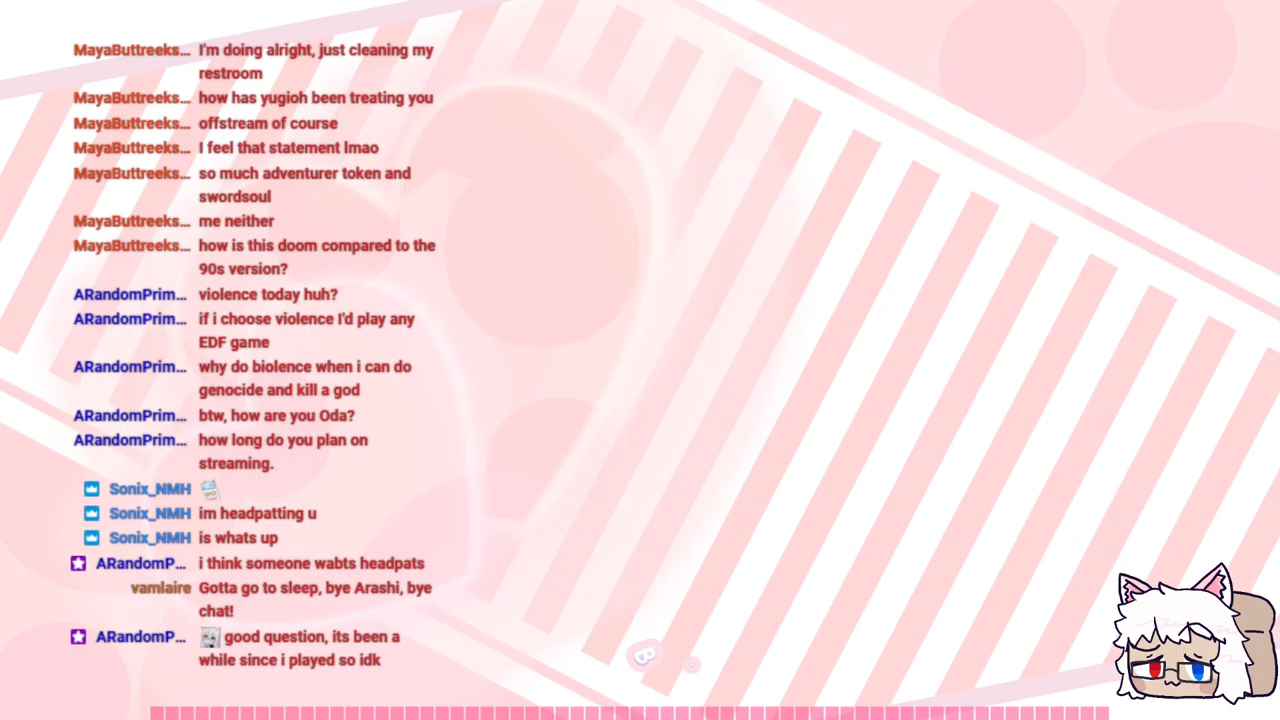 MayaButtreeks... I'm doing alright, just cleaning my
restroom
MayaButtreeks... how has yugioh been treating you
MayaButtreeks... offstream of course
MayaButtreeks... I feel that statement lmao
MayaButtreeks... so much adventurer token and
swordsoul
MayaButtreeks... me neither
MayaButtreeks... how is this doom compared to the
90s version?
ARandomPrim... violence today huh?
ARandomPrim... if i choose violence I'd play any
EDF game
ARandomPrim... why do biolence when i can do
genocide and kill a god
ARandomPrim... btw, how are you Oda?
ARandomPrim... how long do you plan on
streaming.
Sonix_NMH
Sonix_NMH im headpatting u
Sonix_NMH is whats up
ARandomP... i think someone wabts headpats
vamlaire Gotta go to sleep, bye Arashi, bye
chat!
ARandomP... good question, its been a
while since i played so idk
B